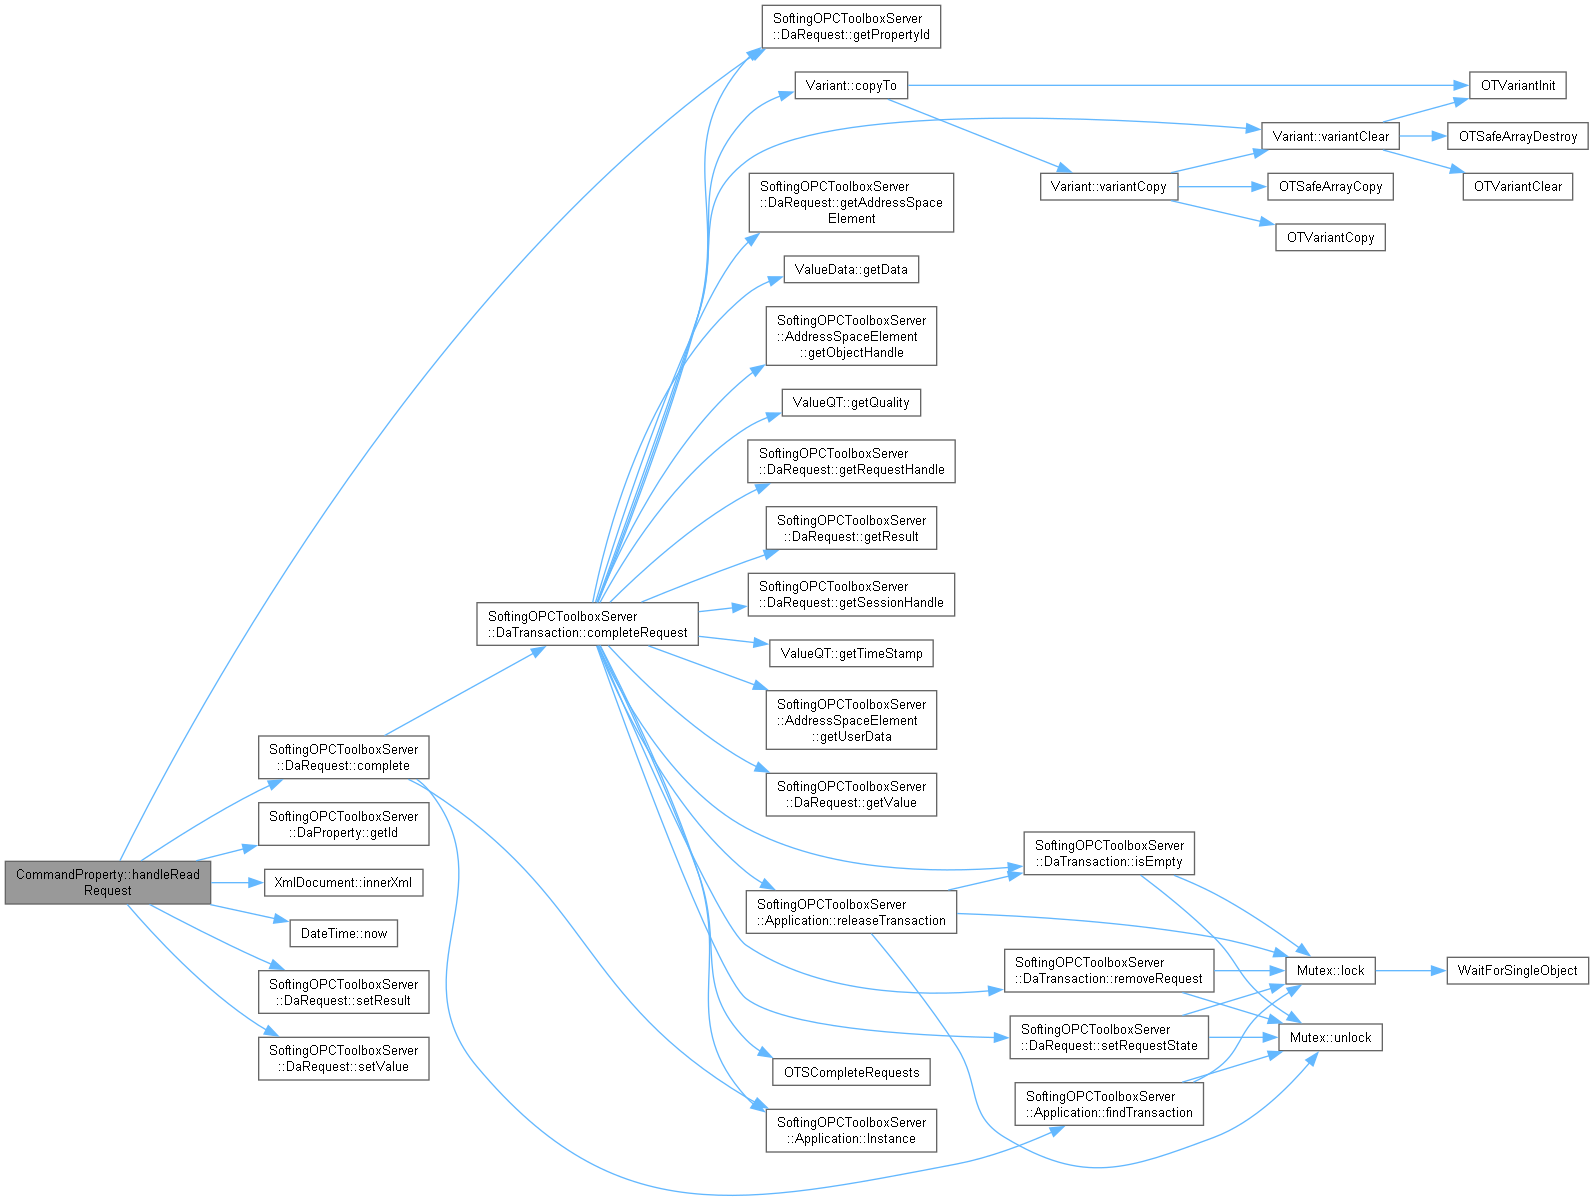 SoftingOPCToolboxServer
::DaRequest::getPropertyId
Variant::copyTo
OTVariantInit
Variant::variantClear
OTSafeArrayDestroy
Variant::variantCopy
OTSafeArrayCopy
OTVariantClear
OTVariantCopy
SoftingOPCToolboxServer
::DaRequest::getAddressSpace
Element
ValueData::getData
SoftingOPCToolboxServer
::AddressSpaceElement
::getObjectHandle
ValueQT::getQuality
SoftingOPCToolboxServer
::DaRequest::getRequestHandle
SoftingOPCToolboxServer
::DaRequest::getResult
SoftingOPCToolboxServer
::DaRequest::getSessionHandle
SoftingOPCToolboxServer
::DaTransaction::completeRequest
ValueQT::getTimeStamp
SoftingOPCToolboxServer
::AddressSpaceElement
::getUserData
SoftingOPCToolboxServer
::DaRequest::complete
SoftingOPCToolboxServer
::DaRequest::getValue
SoftingOPCToolboxServer
::DaProperty::getId
SoftingOPCToolboxServer
::DaTransaction::isEmpty
CommandProperty::handleRead
Request
XmlDocument::innerXml
SoftingOPCToolboxServer
::Application::releaseTransaction
DateTime::now
SoftingOPCToolboxServer
::DaTransaction::removeRequest
Mutex::lock
WaitForSingleObject
SoftingOPCToolboxServer
::DaRequest::setResult
SoftingOPCToolboxServer
::DaRequest::setRequestState
Mutex::unlock
SoftingOPCToolboxServer
::DaRequest::setValue
OTSCompleteRequests
SoftingOPCToolboxServer
::Application::findTransaction
SoftingOPCToolboxServer
::Application::Instance